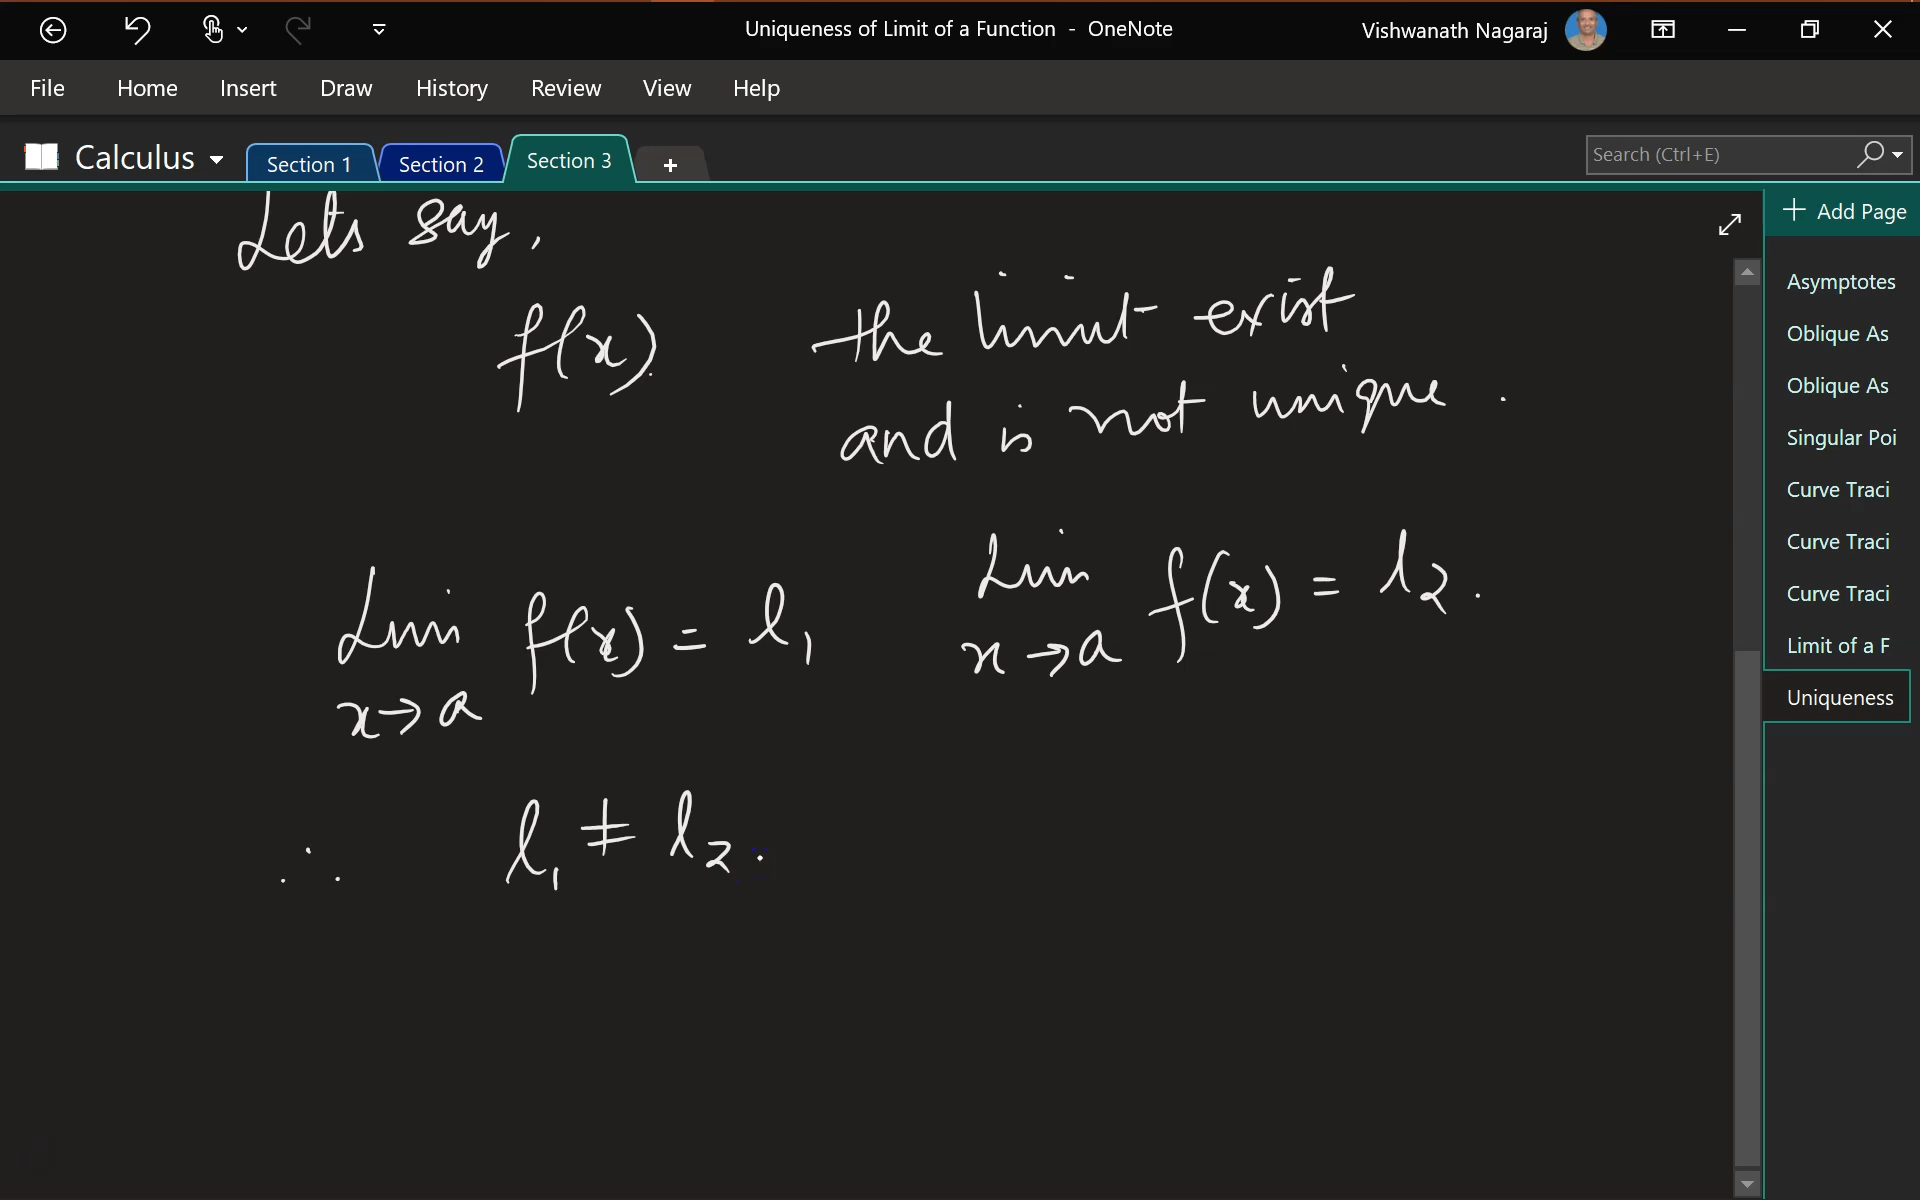 Uniqueness of Limit of a Function - OneNote
Vishwanath Nagaraj
File Home Insert Draw History Review View Help
Calculus
Section 1
Section 2
Section 3
+
Search (Ctrl+E)
+ Add Page
Asymptotes
Oblique As
Oblique As
Singular Poi
Curve Traci
Curve Traci
Curve Traci
Limit of a F
Uniqueness
Lets say,
f(x) the limit exist
and is not unique.
Lim f(x) = l₁
x→a
Lim f(x) = l₂.
x→a
∴ l₁ ≠ l₂.